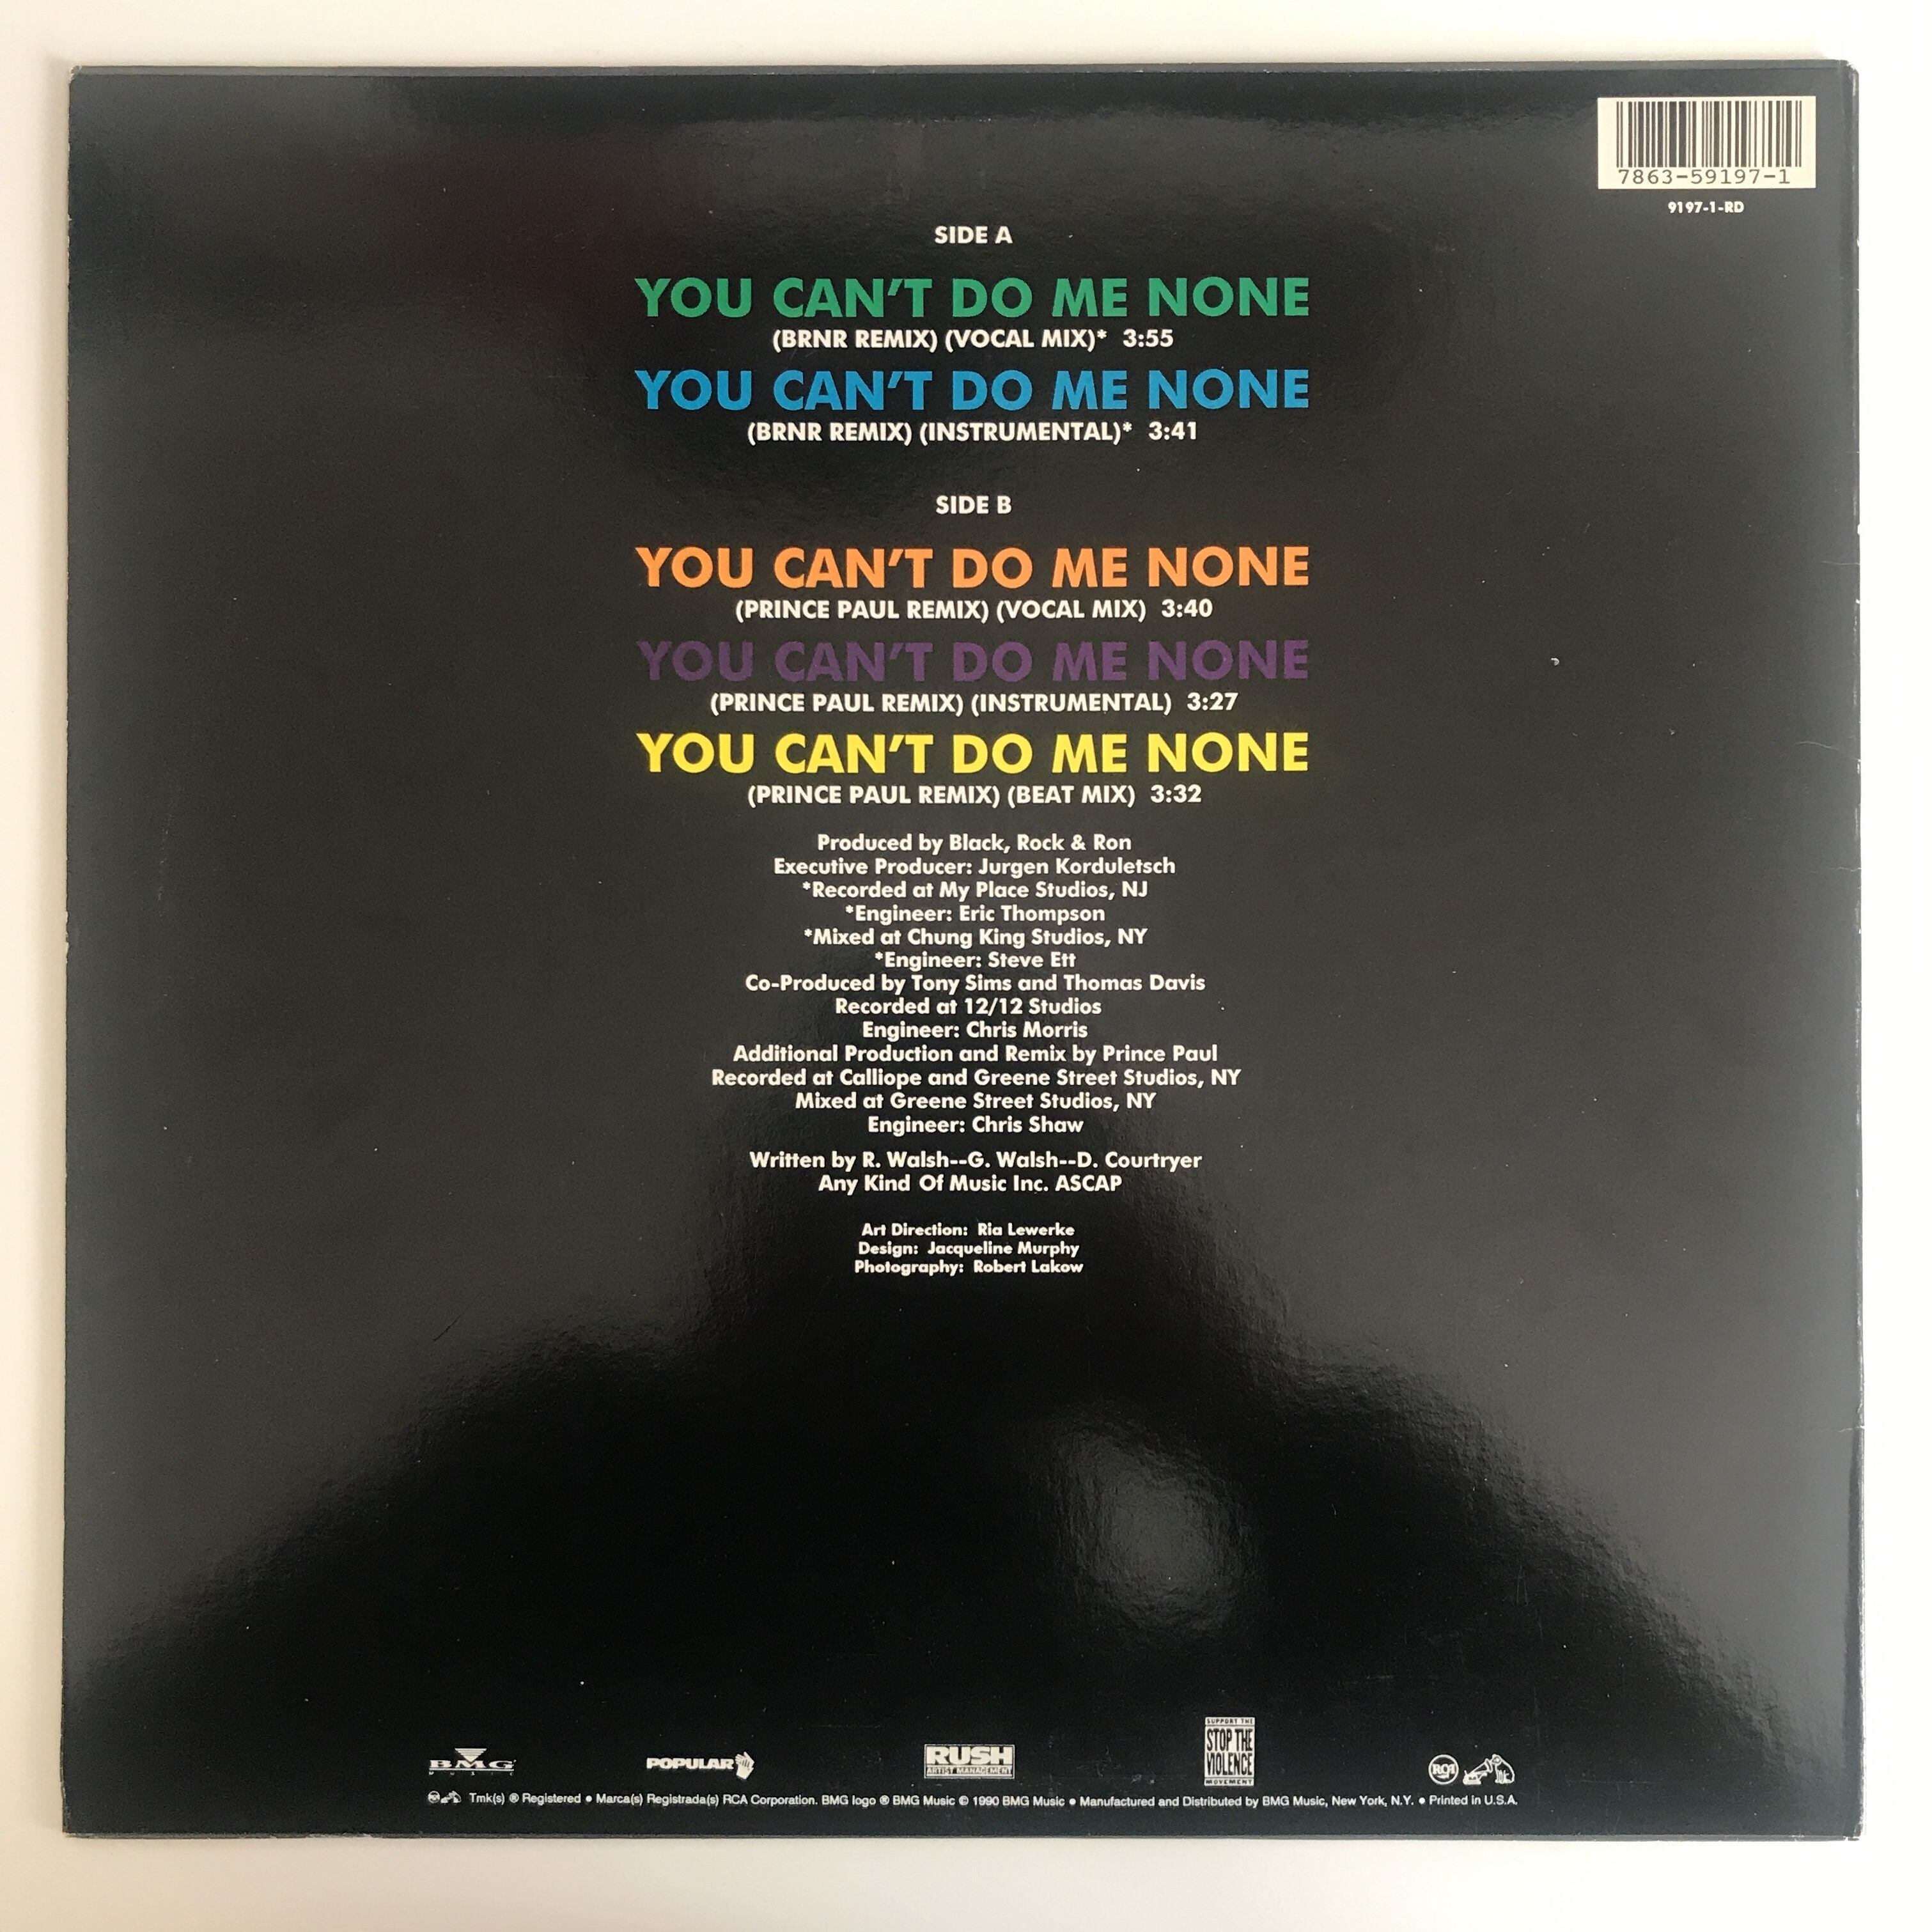 7863-59197-1
9197-1-RD
SIDE A
YOU CAN'T DO ME NONE
(BRNR REMIX) (VOCAL MIX)* 3:55
YOU CAN'T DO ME NONE
(BRNR REMIX) (INSTRUMENTAL)* 3:41
SIDE B
YOU CAN'T DO ME NONE
(PRINCE PAUL REMIX) (VOCAL MIX) 3:40
YOU CAN'T DO ME NONE
(PRINCE PAUL REMIX) (INSTRUMENTAL) 3:27
YOU CAN'T DO ME NONE
(PRINCE PAUL REMIX) (BEAT MIX) 3:32
Produced by Black, Rock & Ron
Executive Producer: Jurgen Korduletsch
*Recorded at My Place Studios, NJ
*Engineer: Eric Thompson
*Mixed at Chung King Studios, NY
*Engineer: Steve Ett
Co-Produced by Tony Sims and Thomas Davis
Recorded at 12/12 Studios
Engineer: Chris Morris
Additional Production and Remix by Prince Paul
Recorded at Calliope and Greene Street Studios, NY
Mixed at Greene Street Studios, NY
Engineer: Chris Shaw
Written by R. Walsh--G. Walsh--D. Courtryer
Any Kind Of Music Inc. ASCAP
Art Direction: Ria Lewerke
Design: Jacqueline Murphy
Photography: Robert Lakow
BMG
MUSIC
POPULAR
RUSH
ARTIST MANAGEMENT
SUPPORT THE
STOP THE
VIOLENCE
MOVEMENT
RCA
Tmk(s) ® Registered ● Marca(s) Registrada(s) RCA Corporation. BMG logo ® BMG Music © 1990 BMG Music ● Manufactured and Distributed by BMG Music, New York, N.Y. ● Printed in U.S.A.